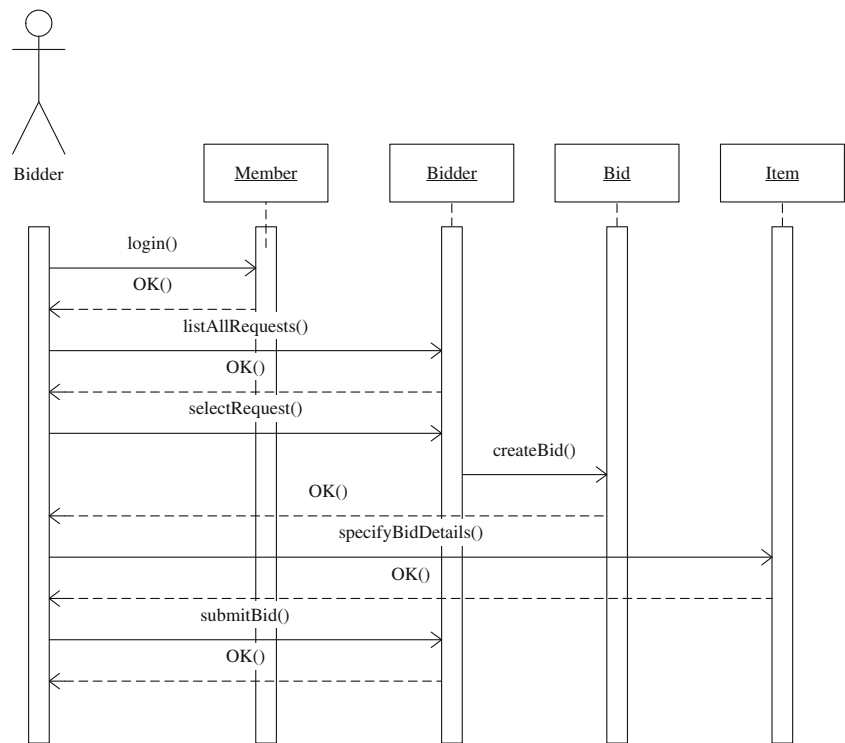 Bidder
Member
Bidder
Bid
Item
login()
OK()
listAllRequests()
OK()
selectRequest()
createBid()
OK()
specifyBidDetails()
OK()
submitBid()
OK()